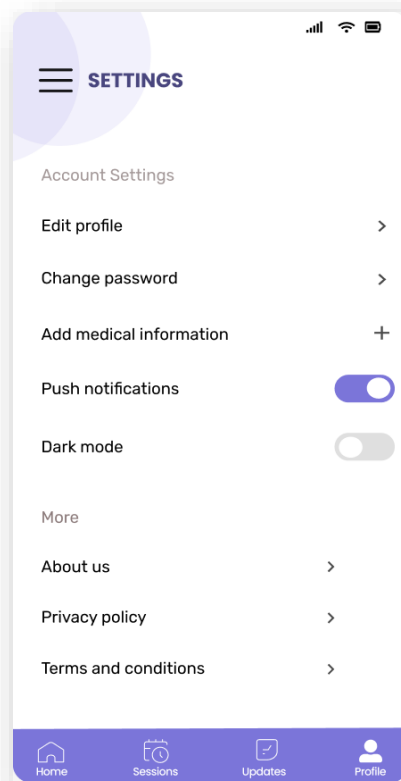 SETTINGS
Account Settings
Edit profile
Change password
Add medical information
Push notifications
Dark mode
More
About us
Privacy policy
Terms and conditions
Home
Sessions
Updates
Profile